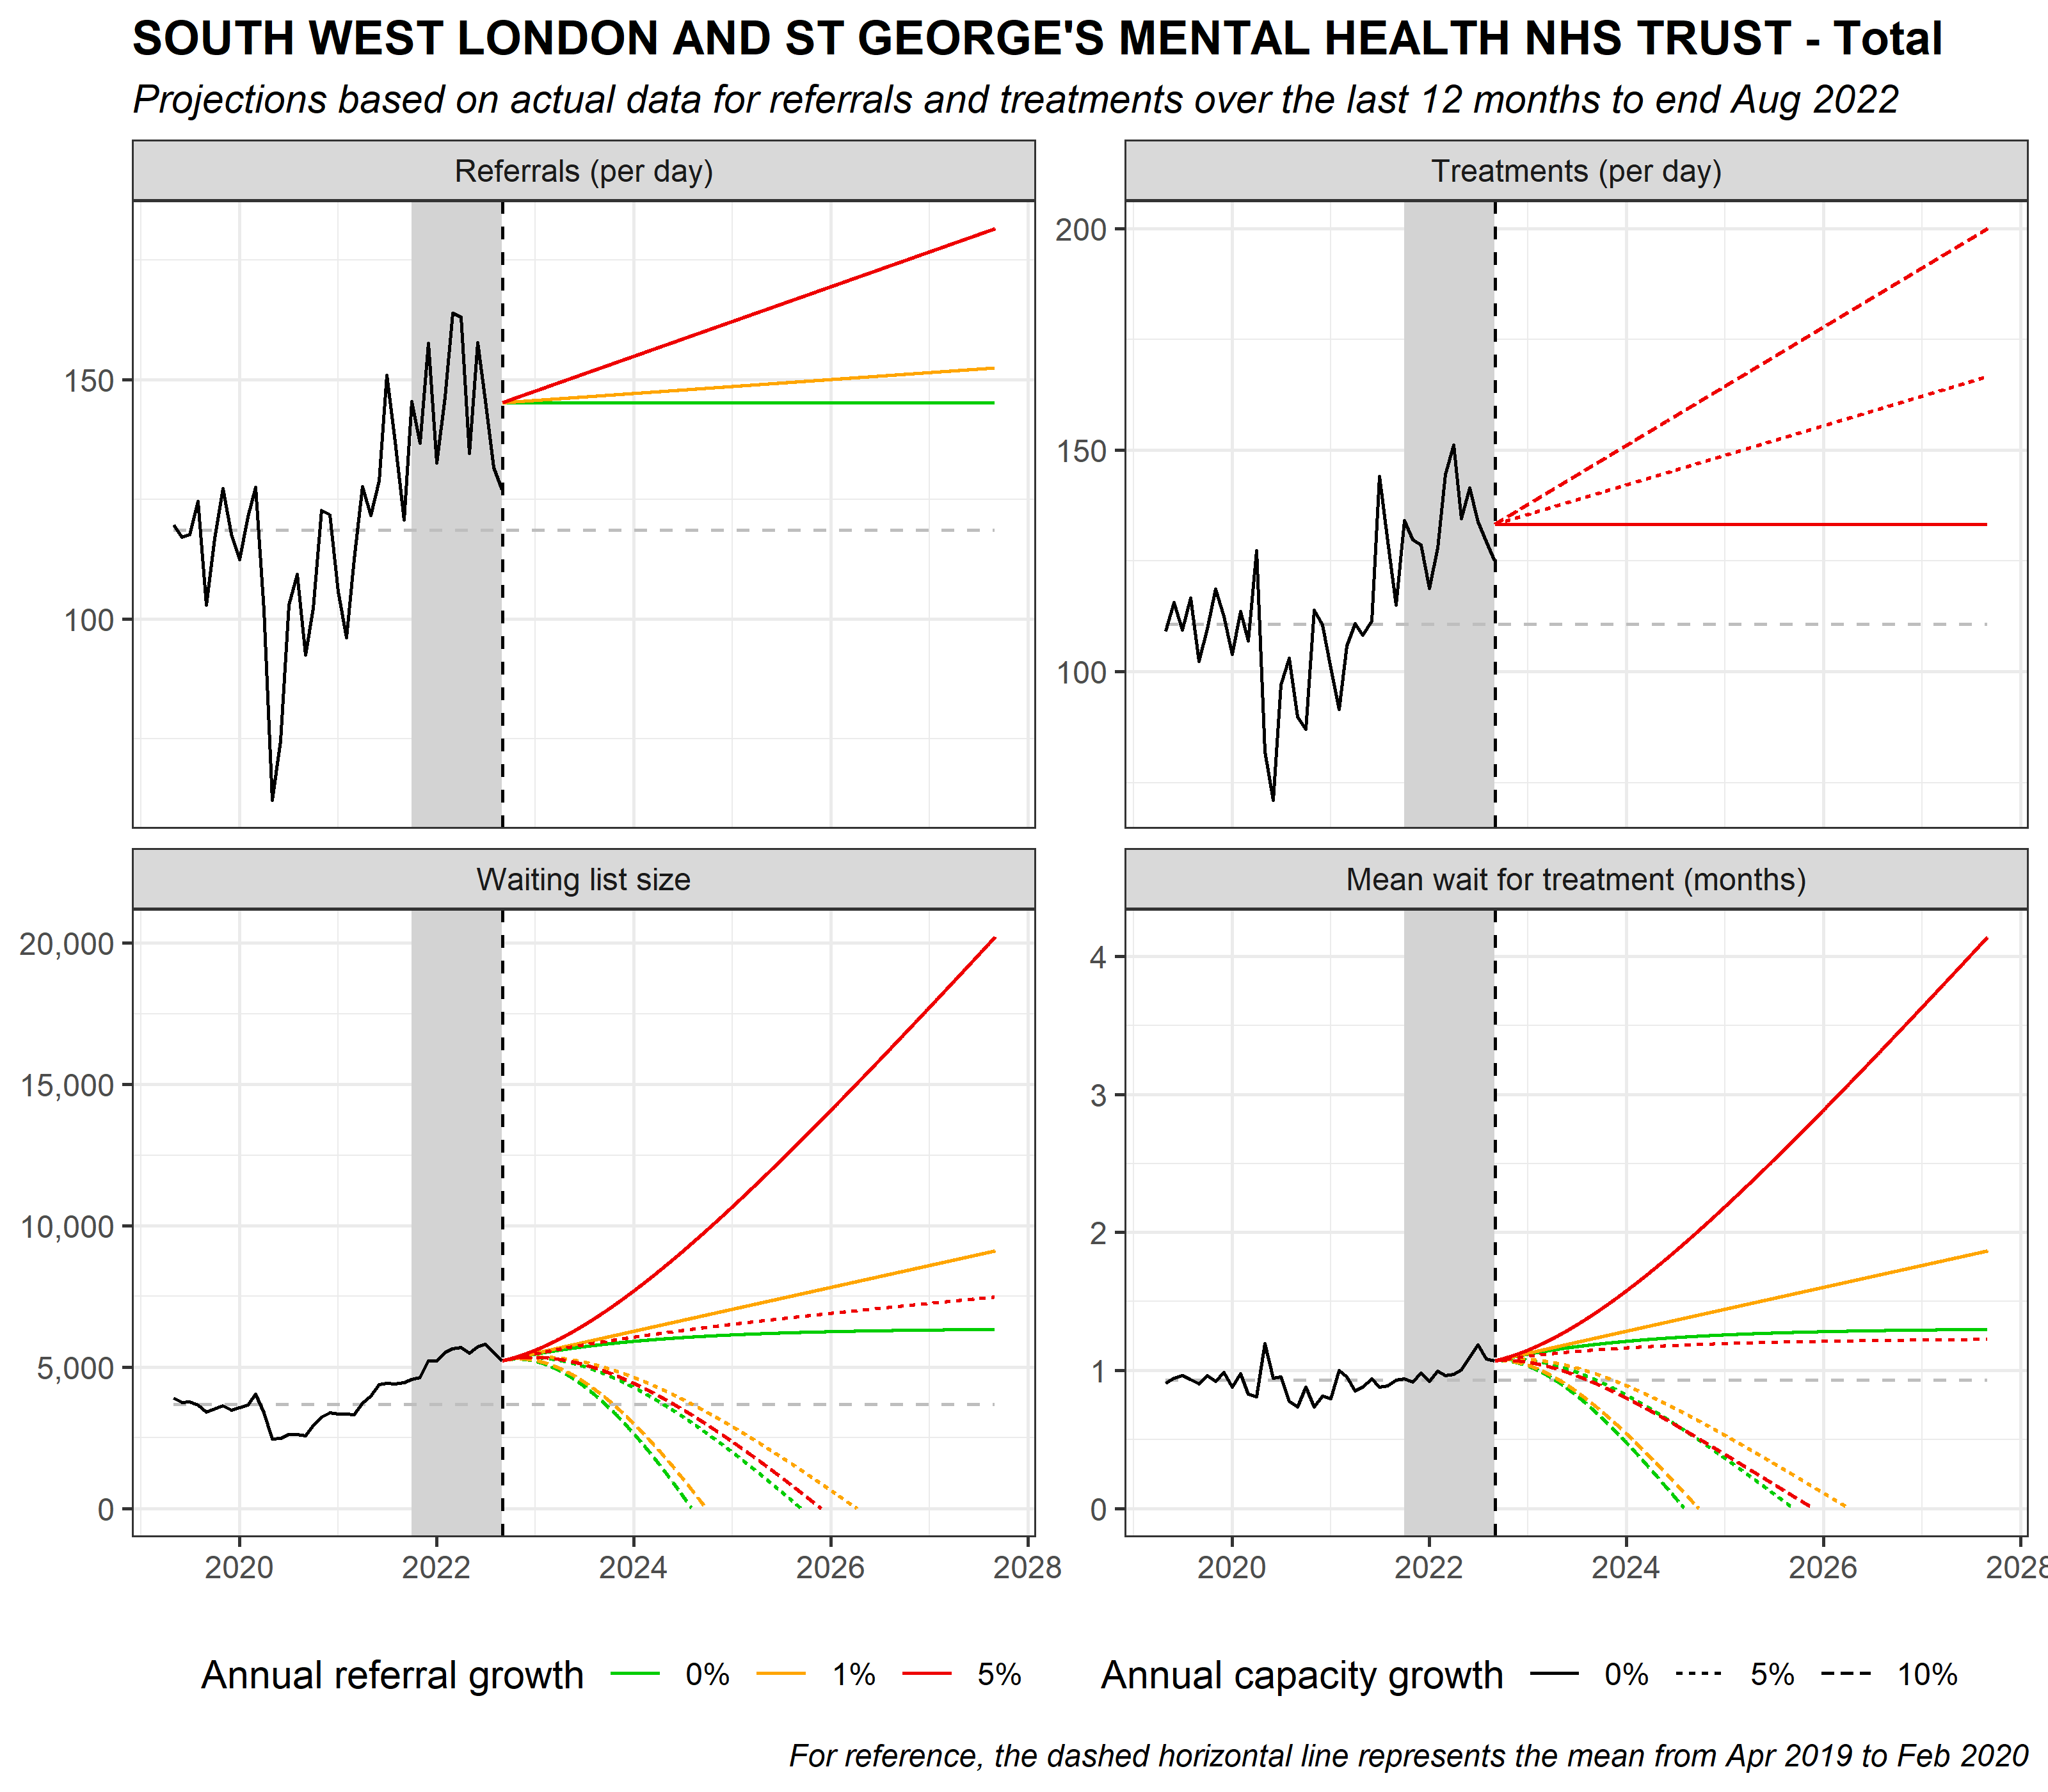 SOUTH WEST LONDON AND ST GEORGE'S MENTAL HEALTH NHS TRUST - Total
Projections based on actual data for referrals and treatments over the last 12 months to end Aug 2022
Referrals (per day)
150
100
Treatments (per day)
200
150
100
Waiting list size
20,000
15,000
10,000
5,000
0
2020 2022 2024 2026 2028
Mean wait for treatment (months)
4
3
2
1
0
2020 2022 2024 2026 2028
Annual referral growth 0% 1% 5%
Annual capacity growth 0% 5% 10%
For reference, the dashed horizontal line represents the mean from Apr 2019 to Feb 2020